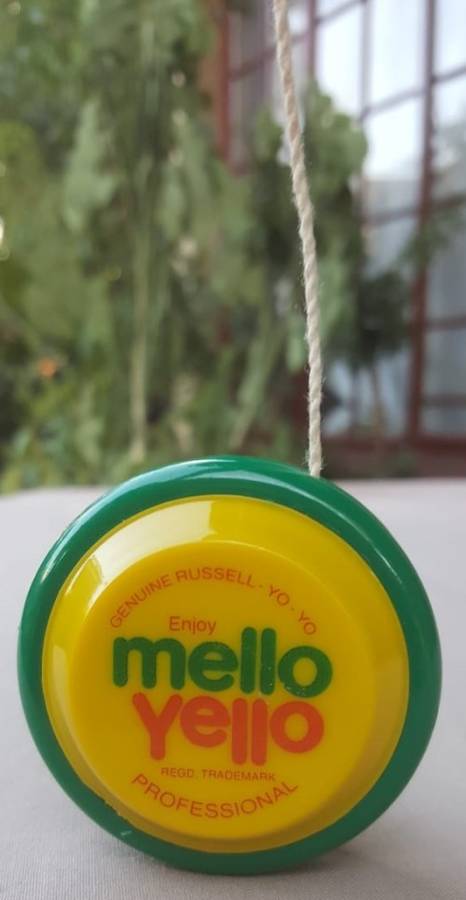 GENUINE RUSSELL - YO - YO
Enjoy
mello
yello
REGD. TRADEMARK
PROFESSIONAL